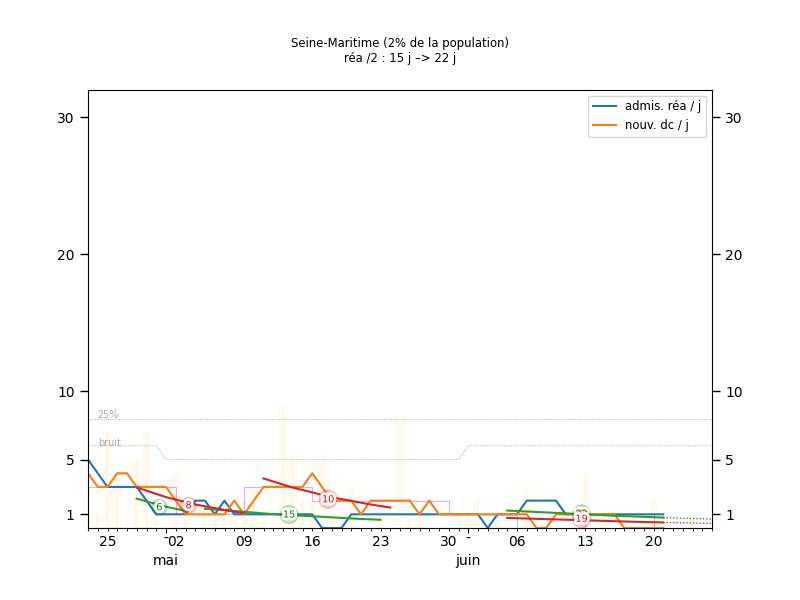 Seine-Maritime (2% de la population)
réa /2 : 15 j –> 22 j
admis. réa / j
nouv. dc / j
30 30
20 20
10 10
25%
bruit
5 5
10
6 8
15
19
1 1
25 02 09 16 23 30 - 06 13 20
mai juin